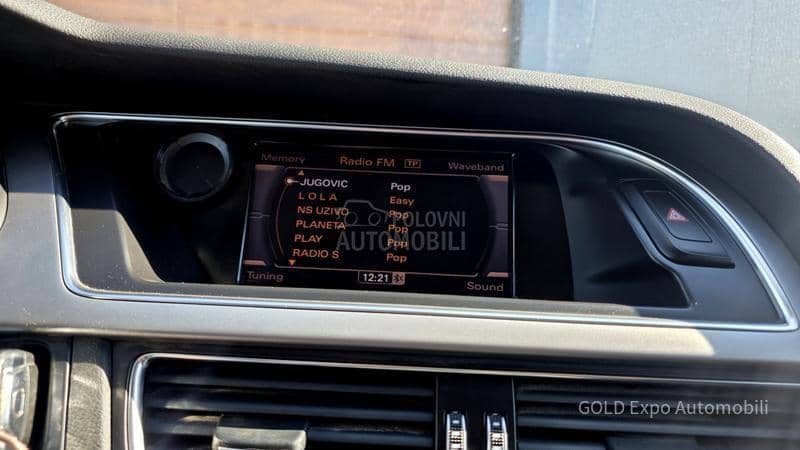 Memory Radio FM TP Waveband
JUGOVIC Pop
L O L A Easy
NS UZIVO Pop
PLANETA Pop
PLAY Pop
RADIO S Pop
POLOVNI
AUTOMOBILI
Tuning 12:21 Sound
GOLD Expo Automobili